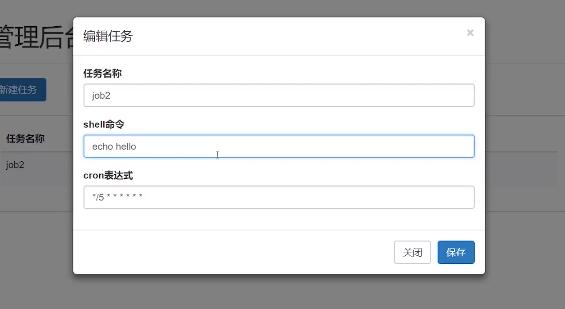 管理后台
编辑任务
×
新建任务
任务名称
job2
shell命令
echo hello
cron表达式
*/5 * * * * * *
关闭
保存
任务名称
job2